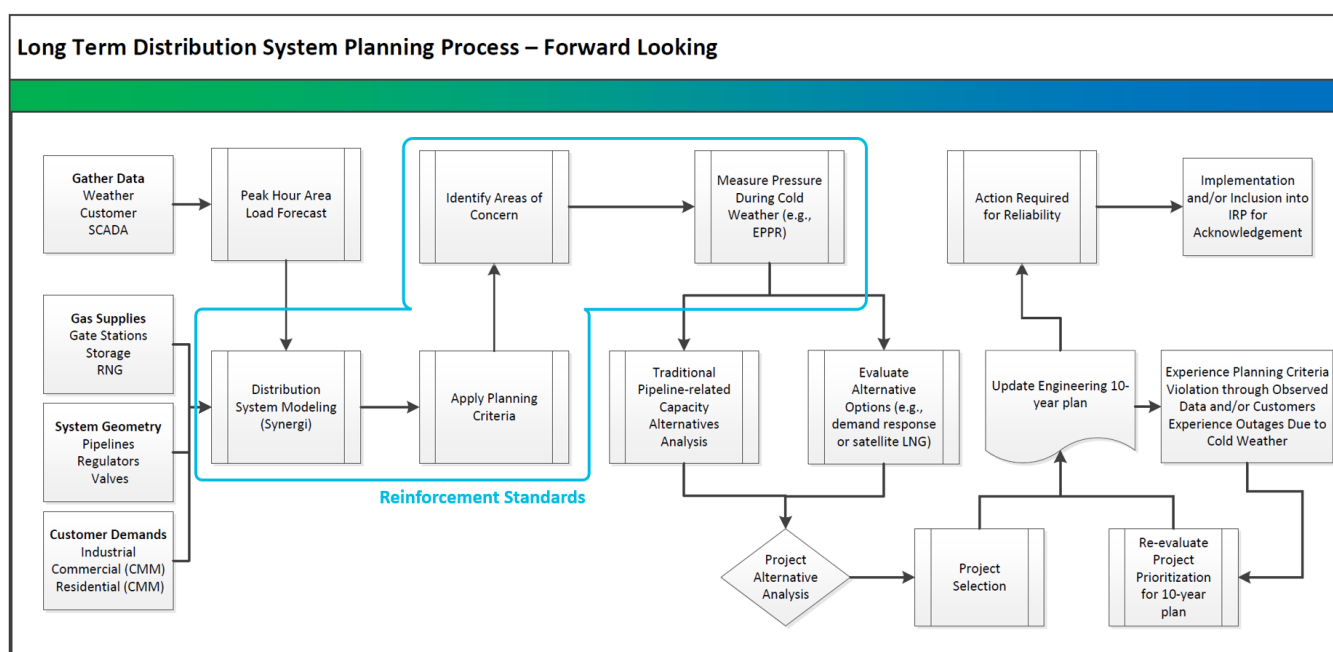 Long Term Distribution System Planning Process – Forward Looking
Gather Data
Weather
Customer
SCADA
Peak Hour Area
Load Forecast
Identify Areas of
Concern
Measure Pressure
During Cold
Weather (e.g.,
EPPR)
Action Required
for Reliability
Implementation
and/or Inclusion into
IRP for
Acknowledgement
Gas Supplies
Gate Stations
Storage
RNG
System Geometry
Pipelines
Regulators
Valves
Customer Demands
Industrial
Commercial (CMM)
Residential (CMM)
Distribution
System Modeling
(Synergi)
Apply Planning
Criteria
Reinforcement Standards
Traditional
Pipeline-related
Capacity
Alternatives
Analysis
Evaluate
Alternative
Options (e.g.,
demand response
or satellite LNG)
Update Engineering 10-
year plan
Experience Planning Criteria
Violation through Observed
Data and/or Customers
Experience Outages Due to
Cold Weather
Project
Alternative
Analysis
Project
Selection
Re-evaluate
Project
Prioritization
for 10-year
plan